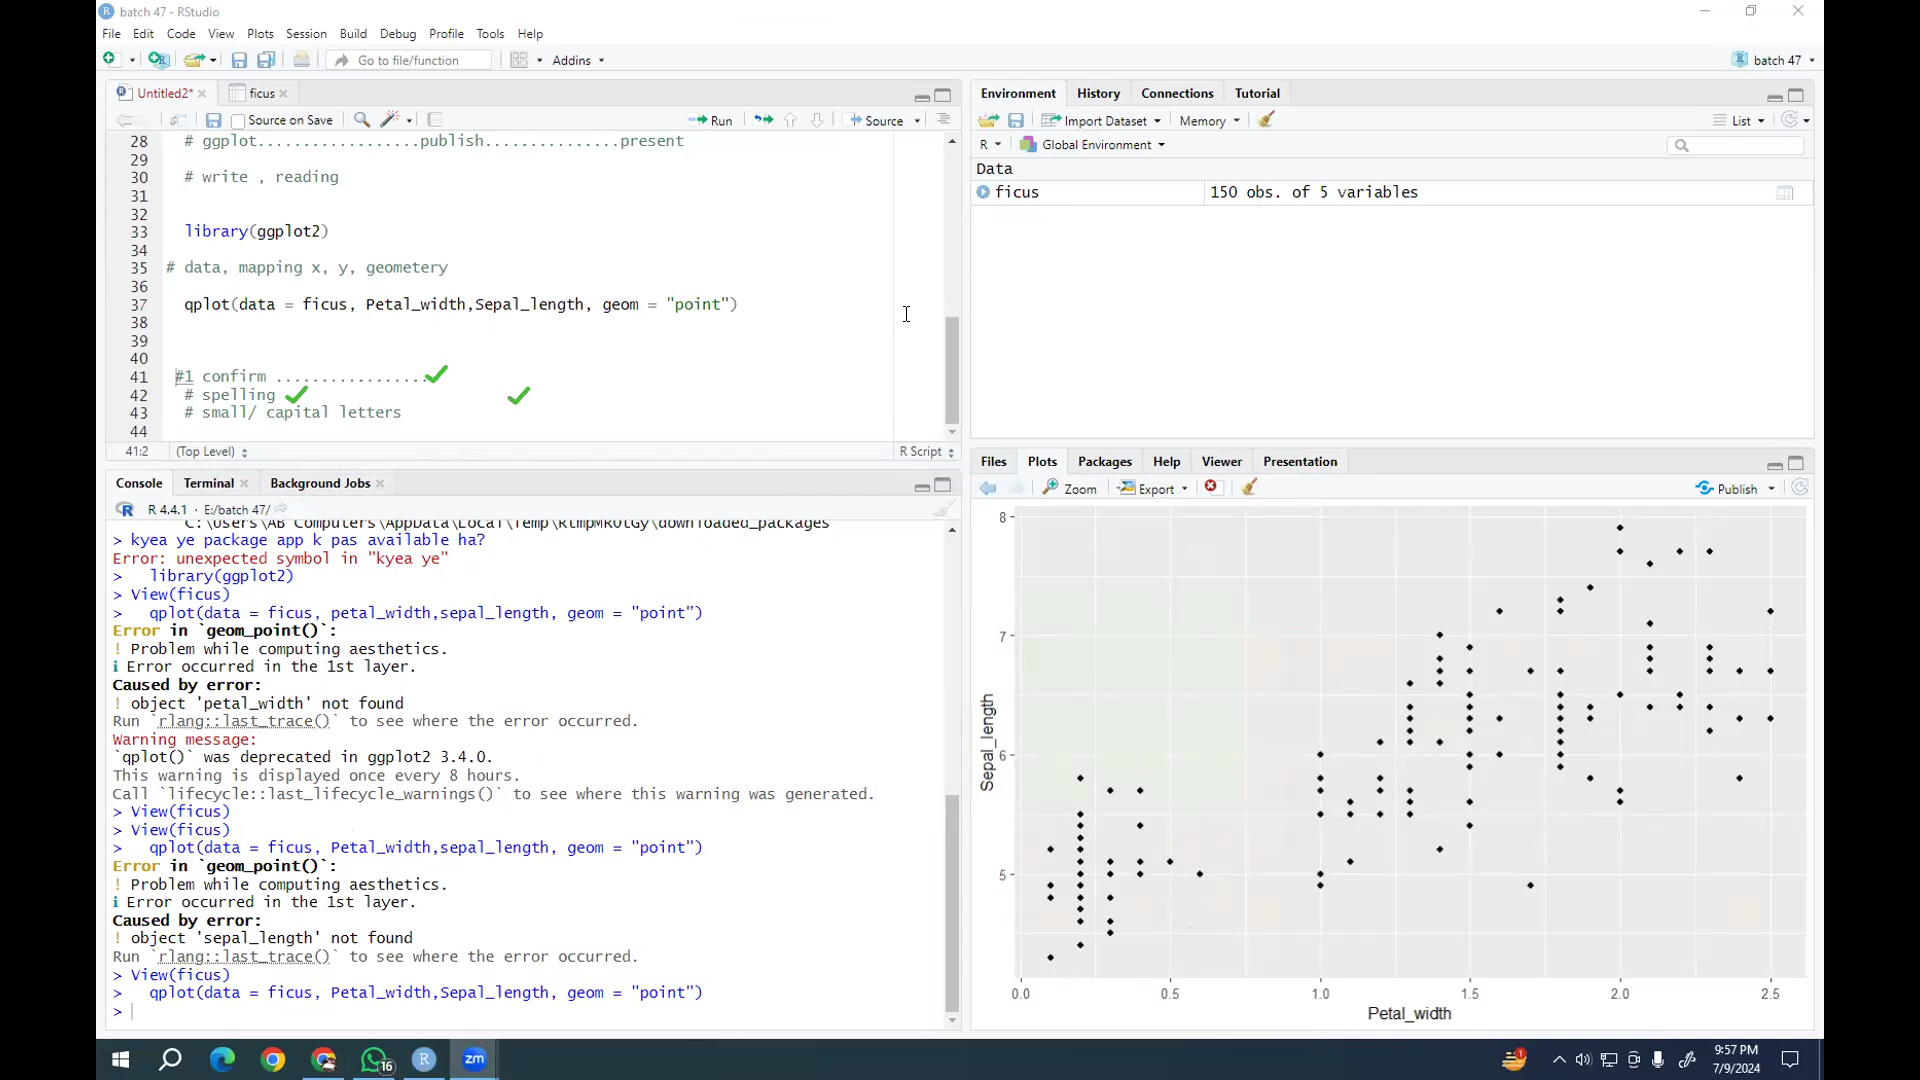 batch 47 - RStudio
File Edit Code View Plots Session Build Debug Profile Tools Help
Go to file/function Addins batch 47
Untitled2* ficus
Source on Save Run Source
28 # ggplot..................publish...............present
29
30 # write , reading
31
32
33 library(ggplot2)
34
35 # data, mapping x, y, geometery
36
37 qplot(data = ficus, Petal_width,Sepal_length, geom = "point")
38
39
40
41 #1 confirm .................
42 # spelling
43 # small/ capital letters
44
41:2 (Top Level) R Script
Console Terminal Background Jobs
R 4.4.1 · E:/batch 47/
C:\Users\AB Computers\AppData\Local\Temp\RtmpMRUtGy\downloaded_packages
> kyea ye package app k pas available ha?
Error: unexpected symbol in "kyea ye"
> library(ggplot2)
> View(ficus)
> qplot(data = ficus, petal_width,sepal_length, geom = "point")
Error in `geom_point()`:
! Problem while computing aesthetics.
ℹ Error occurred in the 1st layer.
Caused by error:
! object 'petal_width' not found
Run `rlang::last_trace()` to see where the error occurred.
Warning message:
`qplot()` was deprecated in ggplot2 3.4.0.
This warning is displayed once every 8 hours.
Call `lifecycle::last_lifecycle_warnings()` to see where this warning was generated.
> View(ficus)
> View(ficus)
> qplot(data = ficus, Petal_width,sepal_length, geom = "point")
Error in `geom_point()`:
! Problem while computing aesthetics.
ℹ Error occurred in the 1st layer.
Caused by error:
! object 'sepal_length' not found
Run `rlang::last_trace()` to see where the error occurred.
> View(ficus)
> qplot(data = ficus, Petal_width,Sepal_length, geom = "point")
>
Environment History Connections Tutorial
Import Dataset Memory List
R Global Environment
Data
ficus 150 obs. of 5 variables
Files Plots Packages Help Viewer Presentation
Zoom Export Publish
8
7
6
5
Sepal_length
0.0 0.5 1.0 1.5 2.0 2.5
Petal_width
16 zm 1 9:57 PM
7/9/2024